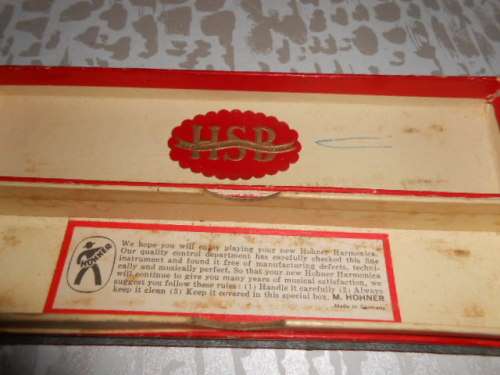 HSB
HOHNER
We hope you will enjoy playing your new Hohner Harmonica.
Our quality control department has carefully checked this fine
instrument and found it free of manufacturing defects, techni-
cally and musically perfect. So that your new Hohner Harmonica
will continue to give you many years of musical satisfaction, we
suggest you follow these rules: (1) Handle it carefully (2) Always
keep it clean (3) Keep it covered in this special box. M. HOHNER
Made in Germany